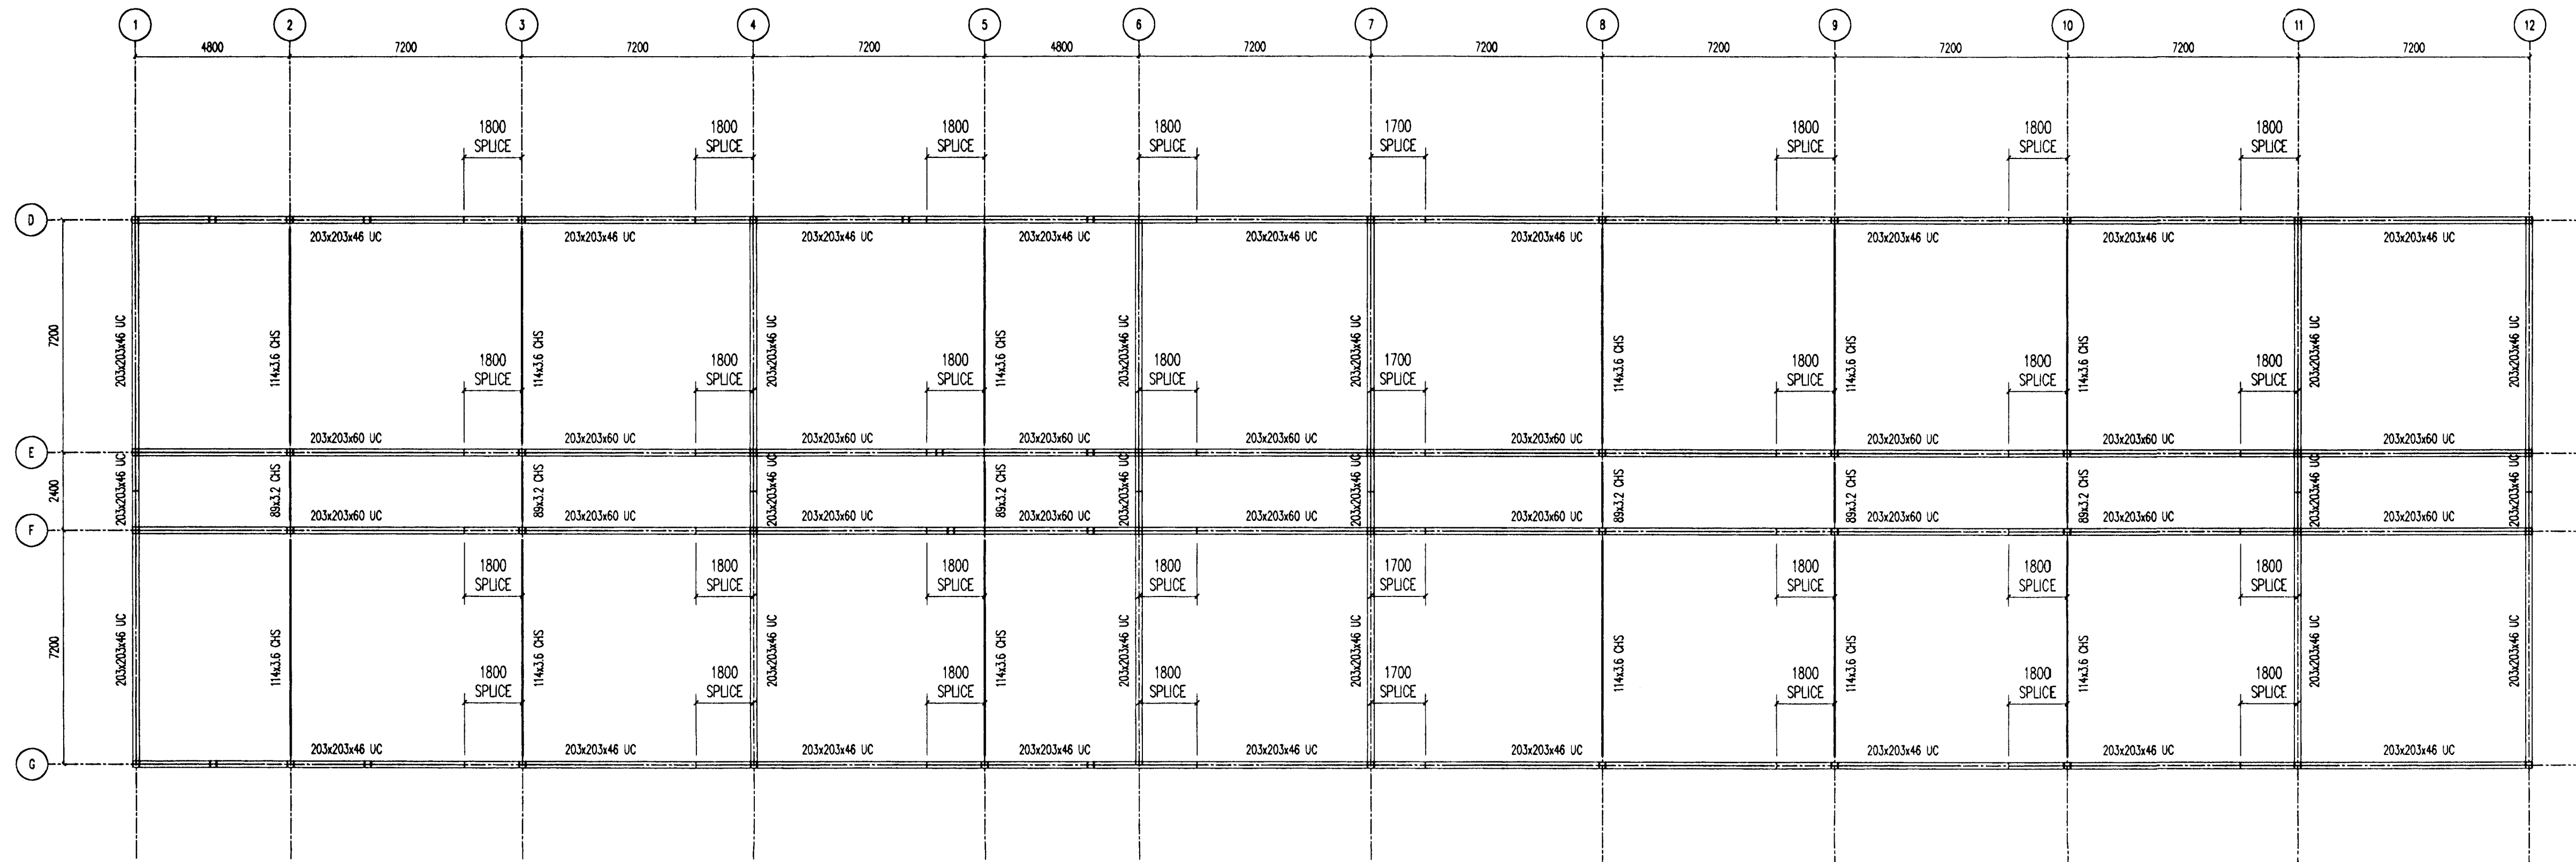 1 2 3 4 5 6 7 8 9 10 11 12
4800 7200 7200 7200 4800 7200 7200 7200 7200 7200 7200
1800 1800 1800 1800 1700 1800 1800 1800
SPLICE SPLICE SPLICE SPLICE SPLICE SPLICE SPLICE SPLICE
D
203x203x46 UC 203x203x46 UC 203x203x46 UC 203x203x46 UC 203x203x46 UC 203x203x46 UC 203x203x46 UC 203x203x46 UC 203x203x46 UC
7200
203x203x46 UC 114x3.6 CHS 114x3.6 CHS 203x203x46 UC 114x3.6 CHS 203x203x46 UC 203x203x46 UC 114x3.6 CHS 114x3.6 CHS 114x3.6 CHS 203x203x46 UC 203x203x46 UC
1800 1800 1800 1800 1700 1800 1800 1800
SPLICE SPLICE SPLICE SPLICE SPLICE SPLICE SPLICE SPLICE
203x203x60 UC 203x203x60 UC 203x203x60 UC 203x203x60 UC 203x203x60 UC 203x203x60 UC 203x203x60 UC 203x203x60 UC 203x203x60 UC
E
2400
203x203x46 UC 89x3.2 CHS 89x3.2 CHS 203x203x46 UC 89x3.2 CHS 203x203x46 UC 203x203x46 UC 89x3.2 CHS 89x3.2 CHS 89x3.2 CHS 203x203x46 UC 203x203x46 UC
203x203x60 UC 203x203x60 UC 203x203x60 UC 203x203x60 UC 203x203x60 UC 203x203x60 UC 203x203x60 UC 203x203x60 UC 203x203x60 UC
F
1800 1800 1800 1800 1700 1800 1800 1800
SPLICE SPLICE SPLICE SPLICE SPLICE SPLICE SPLICE SPLICE
7200
203x203x46 UC 114x3.6 CHS 114x3.6 CHS 203x203x46 UC 114x3.6 CHS 203x203x46 UC 203x203x46 UC 114x3.6 CHS 114x3.6 CHS 114x3.6 CHS 203x203x46 UC 203x203x46 UC
1800 1800 1800 1800 1700 1800 1800 1800
SPLICE SPLICE SPLICE SPLICE SPLICE SPLICE SPLICE SPLICE
203x203x46 UC 203x203x46 UC 203x203x46 UC 203x203x46 UC 203x203x46 UC 203x203x46 UC 203x203x46 UC 203x203x46 UC 203x203x46 UC
G